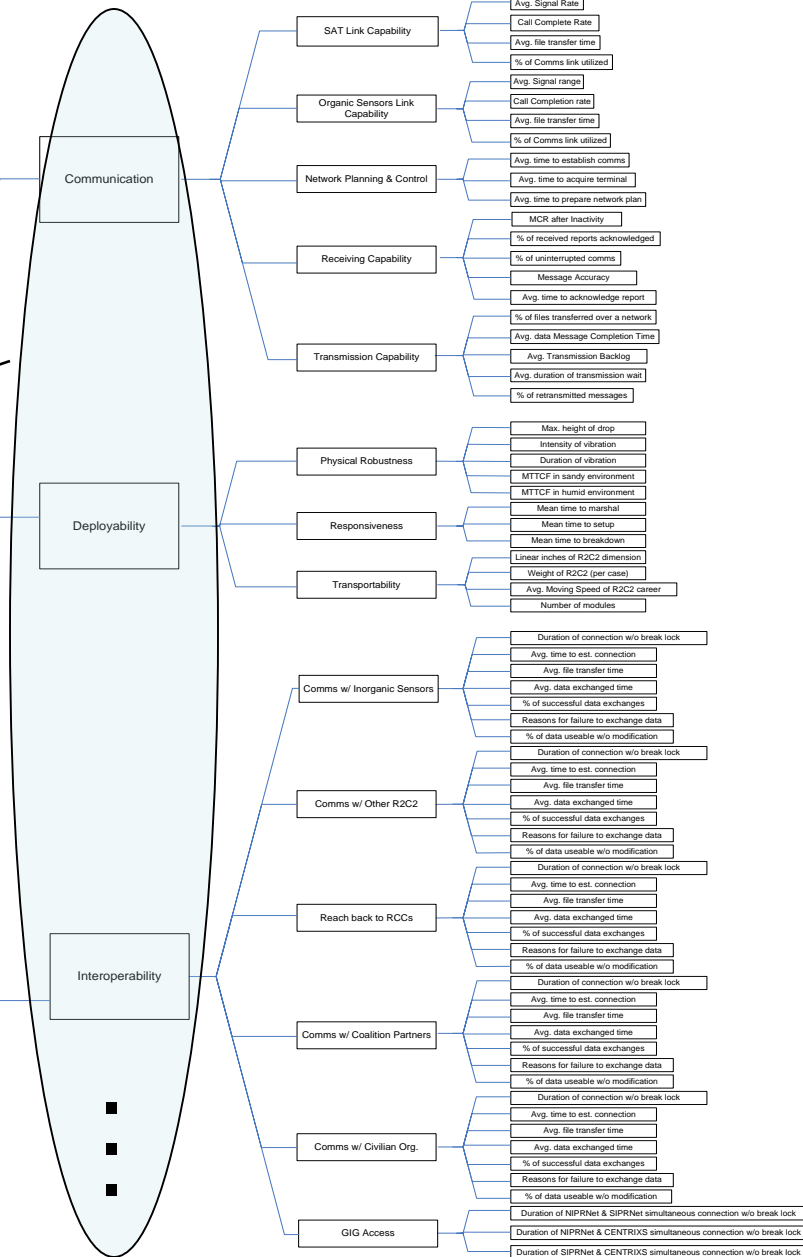 Communication
SAT Link Capability
Avg. Signal Rate
Call Complete Rate
Avg. file transfer time
% of Comms link utilized
Organic Sensors Link
Capability
Avg. Signal range
Call Completion rate
Avg. file transfer time
% of Comms link utilized
Network Planning & Control
Avg. time to establish comms
Avg. time to acquire terminal
Avg. time to prepare network plan
Receiving Capability
MCR after Inactivity
% of received reports acknowledged
% of uninterrupted comms
Message Accuracy
Avg. time to acknowledge report
Transmission Capability
% of files transferred over a network
Avg. data Message Completion Time
Avg. Transmission Backlog
Avg. duration of transmission wait
% of retransmitted messages
Deployability
Physical Robustness
Max. height of drop
Intensity of vibration
Duration of vibration
MTTCF in sandy environment
MTTCF in humid environment
Responsiveness
Mean time to marshal
Mean time to setup
Mean time to breakdown
Transportability
Linear inches of R2C2 dimension
Weight of R2C2 (per case)
Avg. Moving Speed of R2C2 career
Number of modules
Interoperability
Comms w/ Inorganic Sensors
Duration of connection w/o break lock
Avg. time to est. connection
Avg. file transfer time
Avg. data exchanged time
% of successful data exchanges
Reasons for failure to exchange data
% of data useable w/o modification
Comms w/ Other R2C2
Duration of connection w/o break lock
Avg. time to est. connection
Avg. file transfer time
Avg. data exchanged time
% of successful data exchanges
Reasons for failure to exchange data
% of data useable w/o modification
Reach back to RCCs
Duration of connection w/o break lock
Avg. time to est. connection
Avg. file transfer time
Avg. data exchanged time
% of successful data exchanges
Reasons for failure to exchange data
% of data useable w/o modification
Comms w/ Coalition Partners
Duration of connection w/o break lock
Avg. time to est. connection
Avg. file transfer time
Avg. data exchanged time
% of successful data exchanges
Reasons for failure to exchange data
% of data useable w/o modification
Comms w/ Civilian Org.
Duration of connection w/o break lock
Avg. time to est. connection
Avg. file transfer time
Avg. data exchanged time
% of successful data exchanges
Reasons for failure to exchange data
% of data useable w/o modification
GIG Access
Duration of NIPRNet & SIPRNet simultaneous connection w/o break lock
Duration of NIPRNet & CENTRIXS simultaneous connection w/o break lock
Duration of SIPRNet & CENTRIXS simultaneous connection w/o break lock